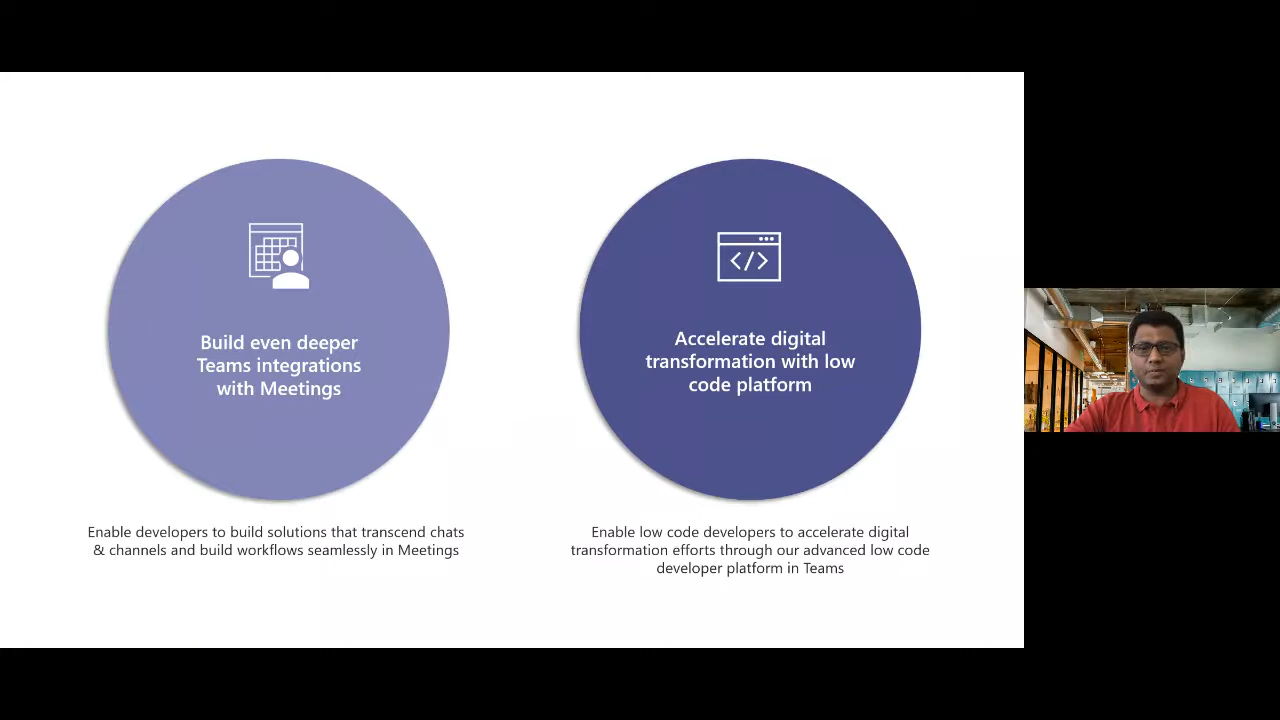 Build even deeper
Teams integrations
with Meetings
Enable developers to build solutions that transcend chats
& channels and build workflows seamlessly in Meetings
</>
Accelerate digital
transformation with low
code platform
Enable low code developers to accelerate digital
transformation efforts through our advanced low code
developer platform in Teams